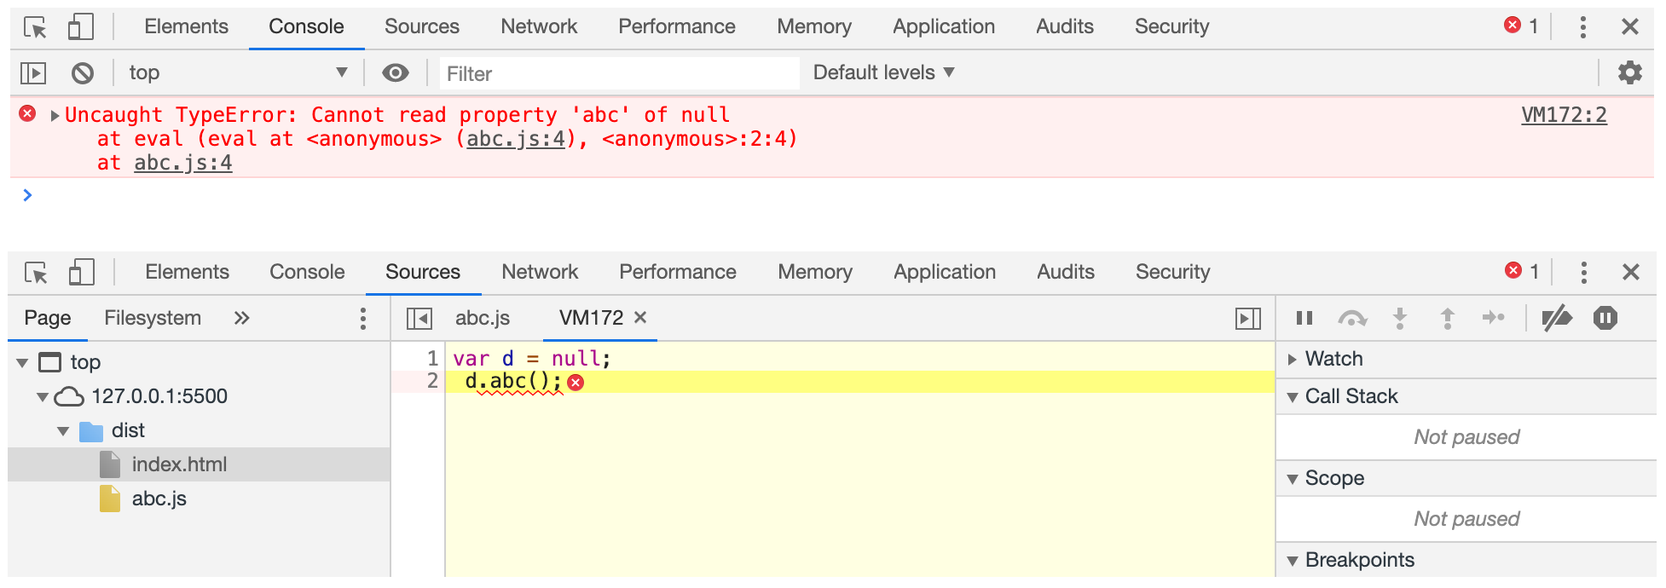 Elements Console Sources Network Performance Memory Application Audits Security 1
top Filter Default levels
Uncaught TypeError: Cannot read property 'abc' of null VM172:2
at eval (eval at <anonymous> (abc.js:4), <anonymous>:2:4)
at abc.js:4
Elements Console Sources Network Performance Memory Application Audits Security 1
Page Filesystem abc.js VM172
top
127.0.0.1:5500
dist
index.html
abc.js
1 var d = null;
2 d.abc();
Watch
Call Stack
Not paused
Scope
Not paused
Breakpoints